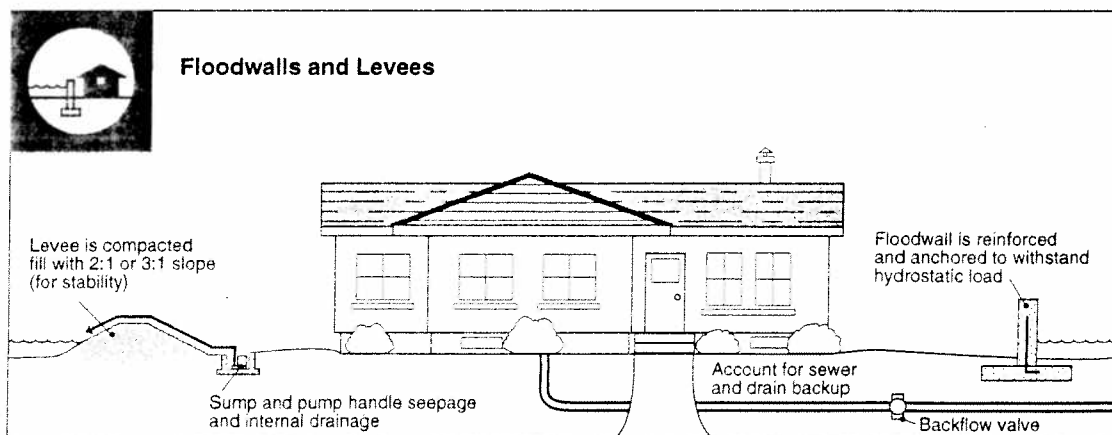 Floodwalls and Levees
Levee is compacted
fill with 2:1 or 3:1 slope
(for stability)
Floodwall is reinforced
and anchored to withstand
hydrostatic load
Account for sewer
and drain backup
Sump and pump handle seepage
and internal drainage
Backflow valve